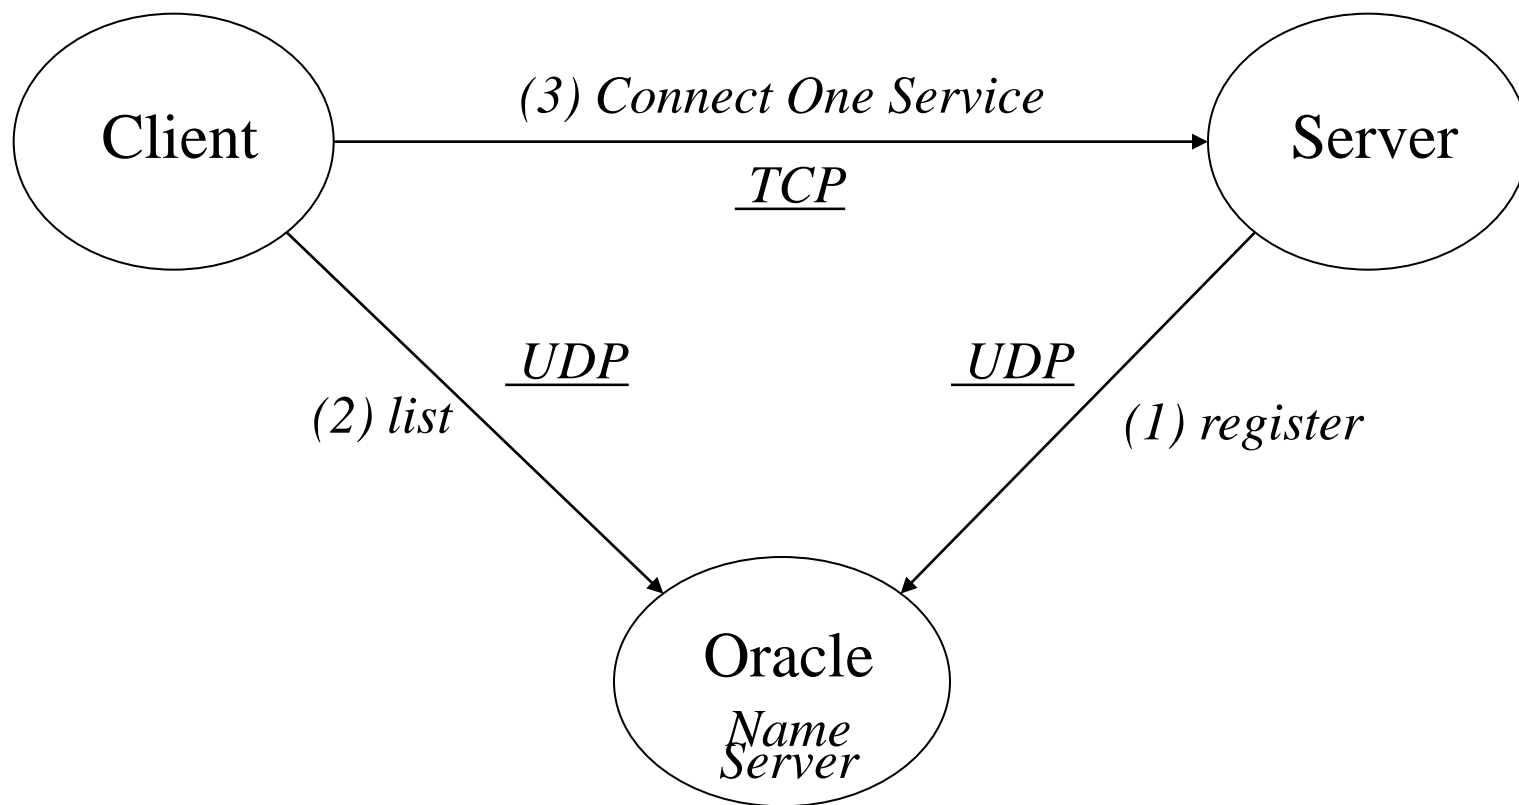 (3) Connect One Service
Client
Server
TCP
UDP
UDP
(2) list
(1) register
Oracle
Name
Server